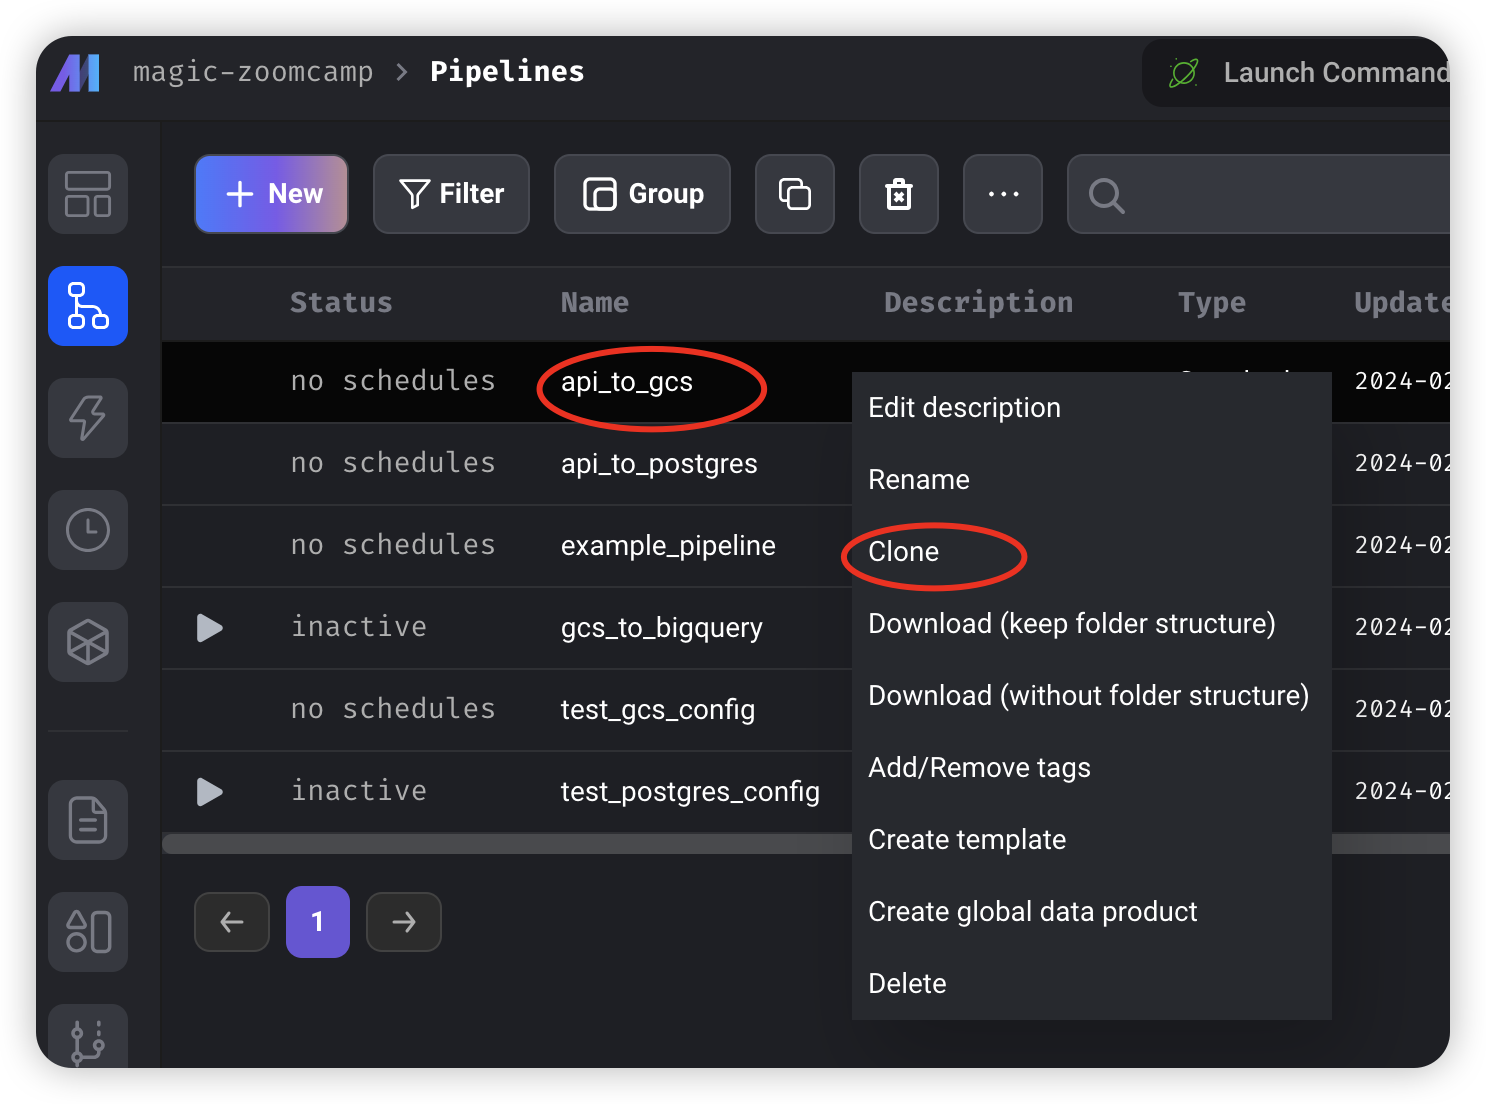 magic-zoomcamp > Pipelines
Launch Command
+ New Filter Group ...
Status Name Description Type Update
no schedules api_to_gcs 2024-02
no schedules api_to_postgres 2024-02
no schedules example_pipeline 2024-02
inactive gcs_to_bigquery 2024-02
no schedules test_gcs_config 2024-02
inactive test_postgres_config 2024-02
Edit description
Rename
Clone
Download (keep folder structure)
Download (without folder structure)
Add/Remove tags
Create template
Create global data product
Delete
← 1 →